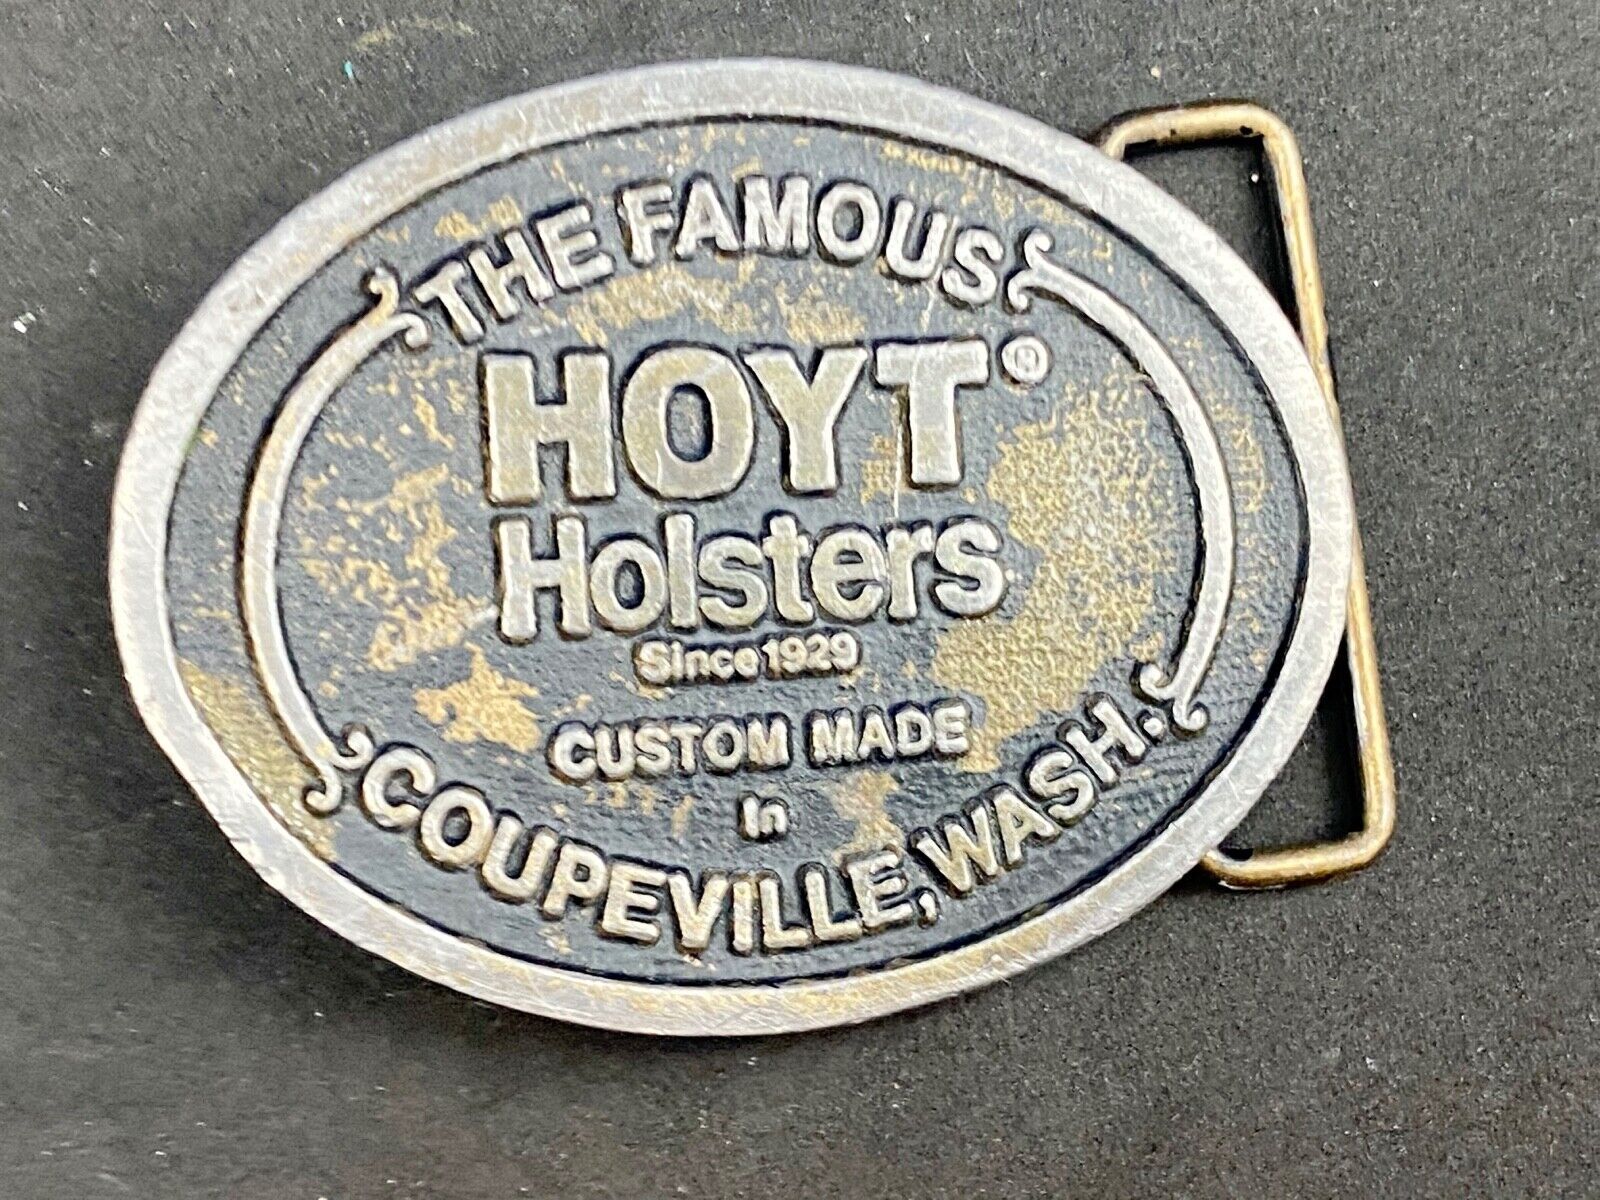 THE FAMOUS
HOYT®
Holsters
Since 1929
CUSTOM MADE
In
COUPEVILLE, WASH.